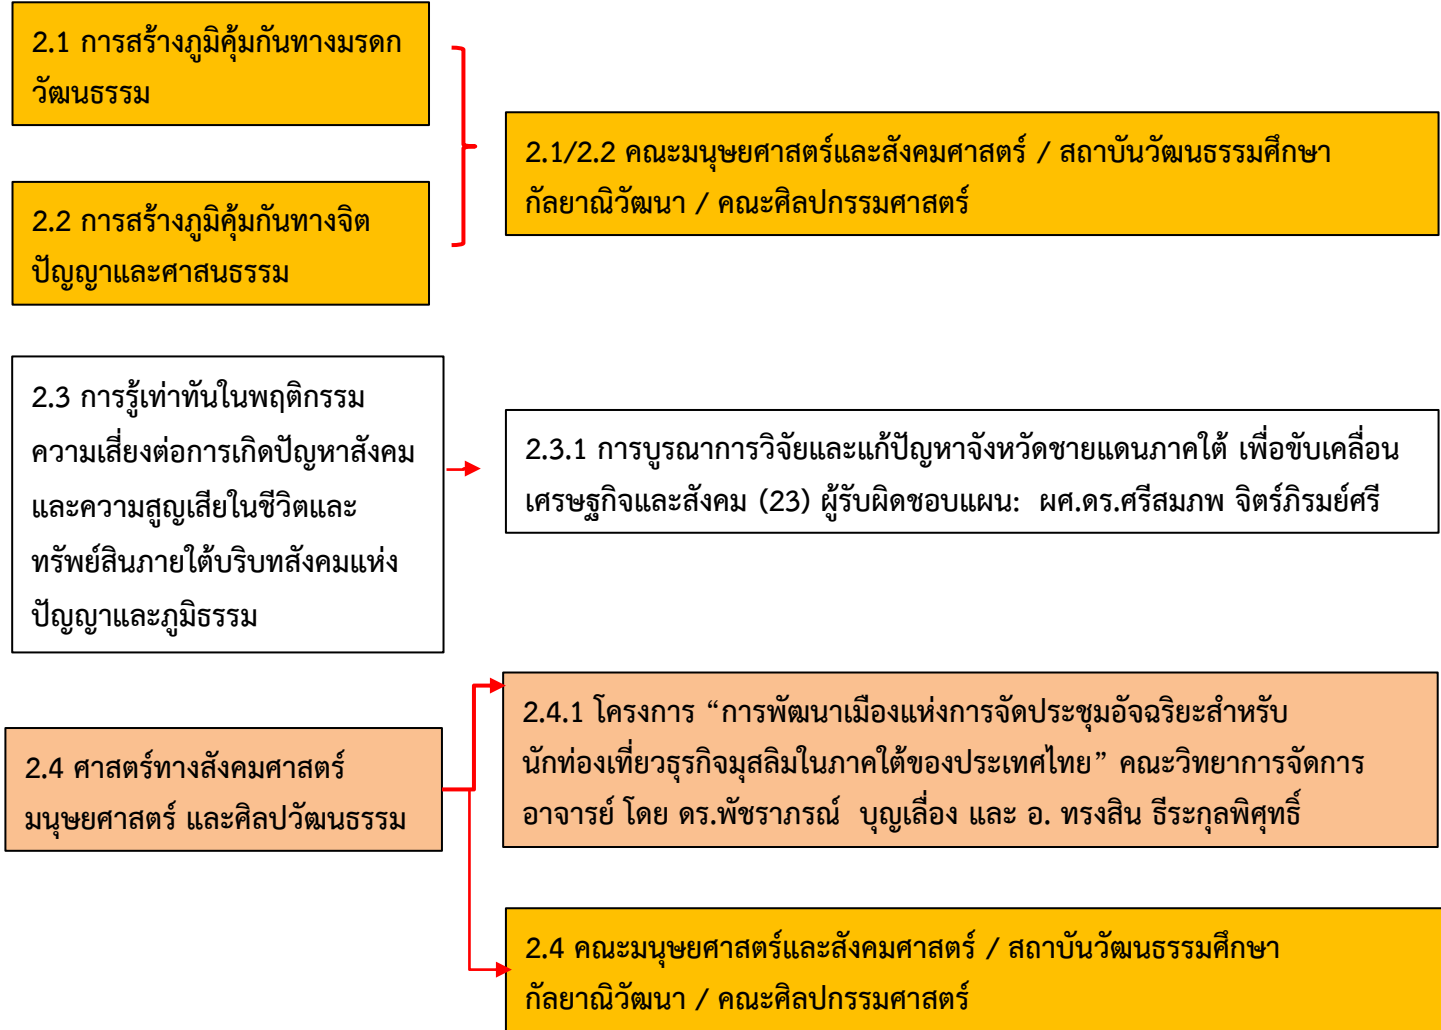 2.1 การสร้างภูมิคุ้มกันทางมรดก
วัฒนธรรม
2.1/2.2 คณะมนุษยศาสตร์และสังคมศาสตร์ / สถาบันวัฒนธรรมศึกษา
กัลยาณิวัฒนา / คณะศิลปกรรมศาสตร์
2.2 การสร้างภูมิคุ้มกันทางจิต
ปัญญาและศาสนธรรม
2.3 การรู้เท่าทันในพฤติกรรม
ความเสี่ยงต่อการเกิดปัญหาสังคม
และความสูญเสียในชีวิตและ
ทรัพย์สินภายใต้บริบทสังคมแห่ง
ปัญญาและภูมิธรรม
2.3.1 การบูรณาการวิจัยและแก้ปัญหาจังหวัดชายแดนภาคใต้ เพื่อขับเคลื่อน
เศรษฐกิจและสังคม (23) ผู้รับผิดชอบแผน: ผศ.ดร.ศรีสมภพ จิตร์ภิรมย์ศรี
2.4 ศาสตร์ทางสังคมศาสตร์
มนุษยศาสตร์ และศิลปวัฒนธรรม
2.4.1 โครงการ “การพัฒนาเมืองแห่งการจัดประชุมอัจฉริยะสำหรับ
นักท่องเที่ยวธุรกิจมุสลิมในภาคใต้ของประเทศไทย” คณะวิทยาการจัดการ
อาจารย์ โดย ดร.พัชราภรณ์ บุญเลื่อง และ อ. ทรงสิน ธีระกุลพิศุทธิ์
2.4 คณะมนุษยศาสตร์และสังคมศาสตร์ / สถาบันวัฒนธรรมศึกษา
กัลยาณิวัฒนา / คณะศิลปกรรมศาสตร์